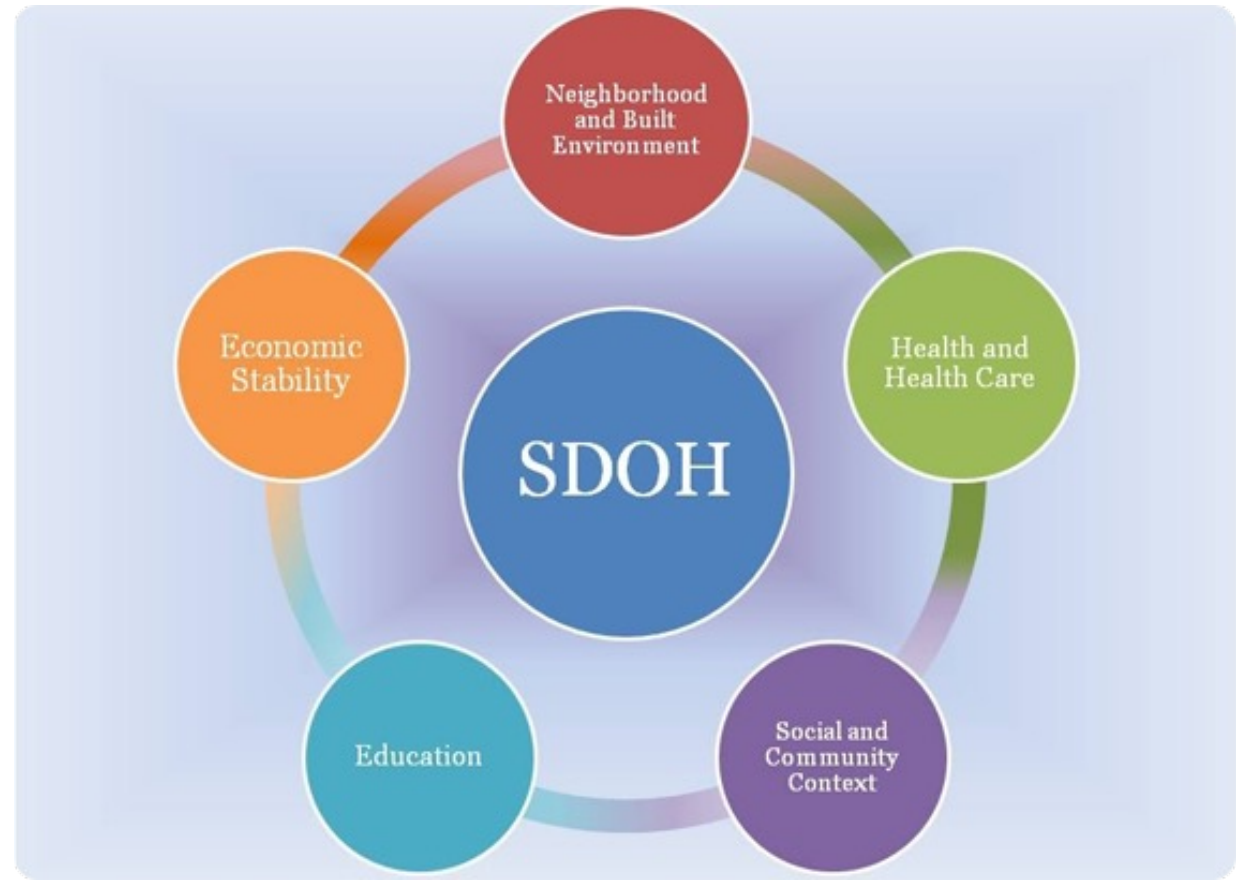 Neighborhood
and Built
Environment
Economic
Stability
Health and
Health Care
SDOH
Education
Social and
Community
Context